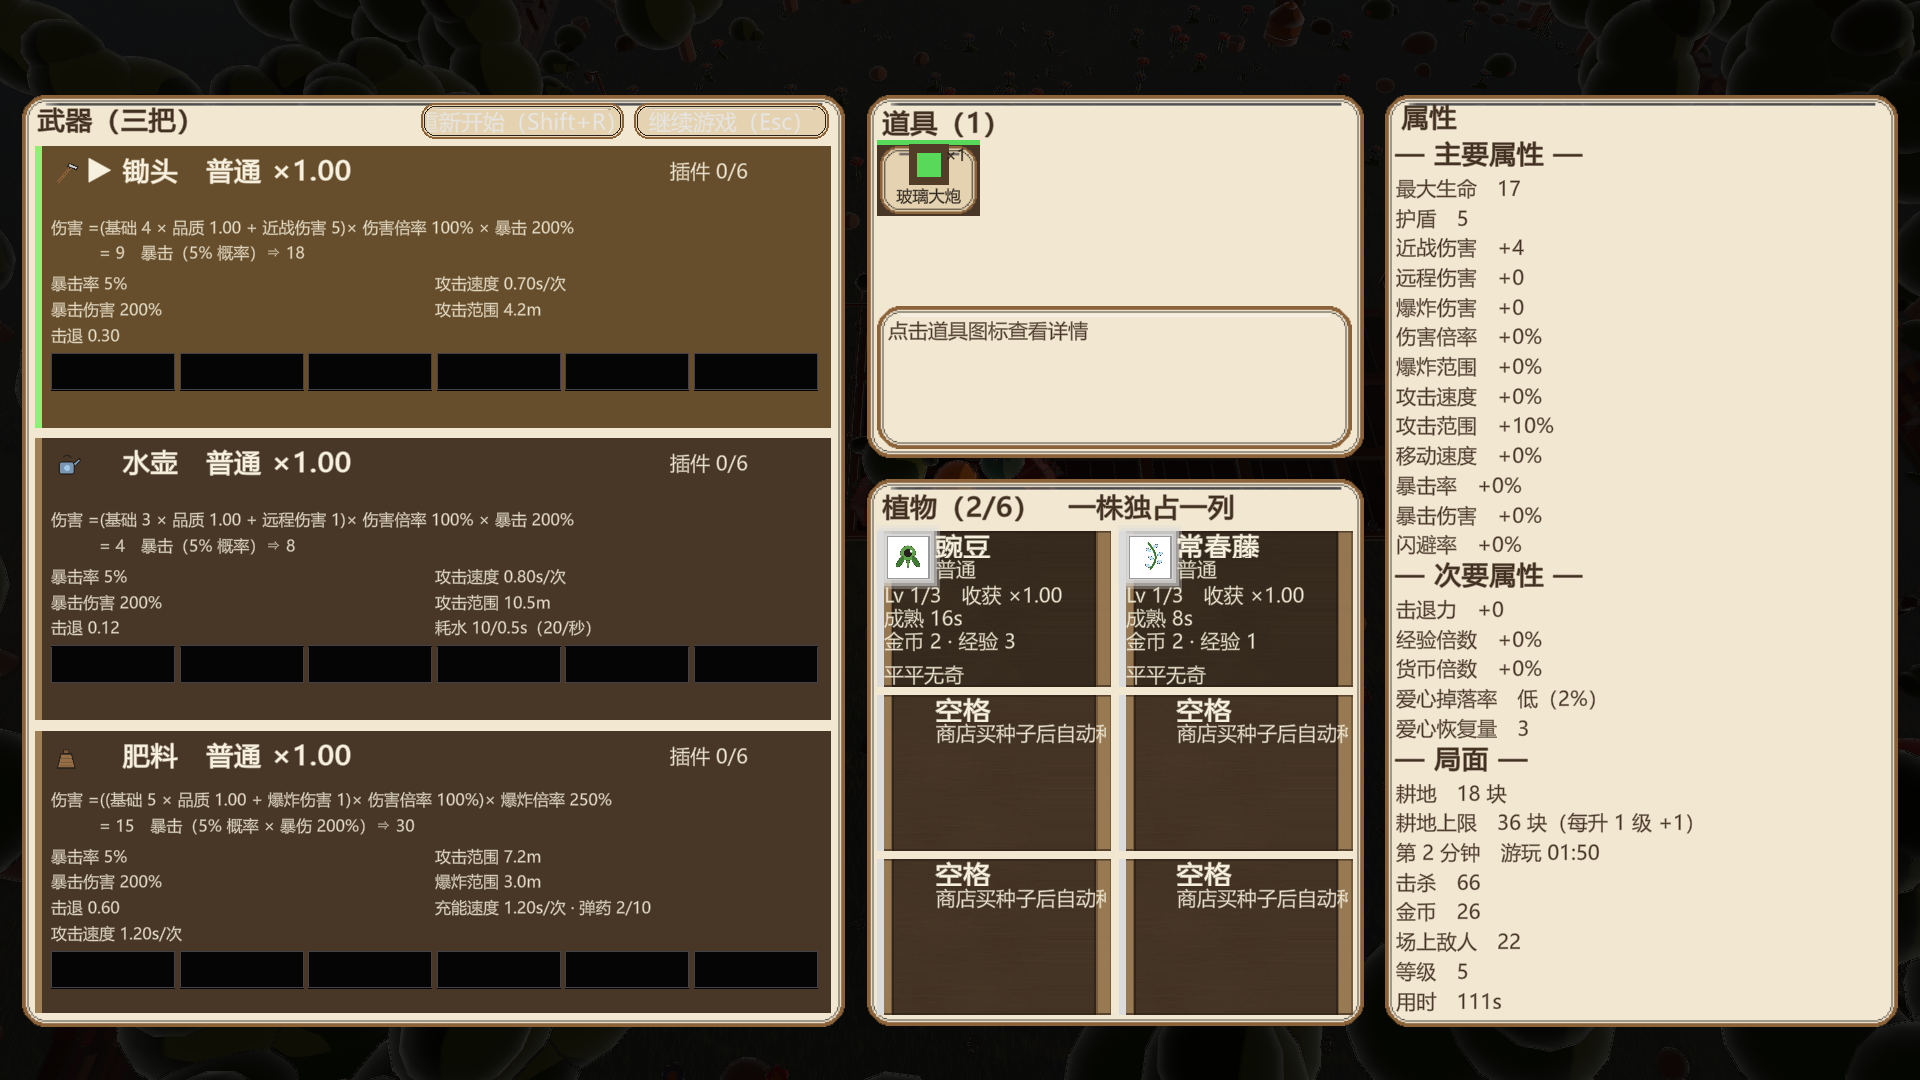 武器（三把）
重新开始（Shift+R）
继续游戏（Esc）
▶ 锄头 普通 ×1.00
插件 0/6
伤害 =(基础 4 × 品质 1.00 + 近战伤害 5)× 伤害倍率 100% × 暴击 200%
= 9 暴击（5% 概率）⇒ 18
暴击率 5%
攻击速度 0.70s/次
暴击伤害 200%
攻击范围 4.2m
击退 0.30
水壶 普通 ×1.00
插件 0/6
伤害 =(基础 3 × 品质 1.00 + 远程伤害 1)× 伤害倍率 100% × 暴击 200%
= 4 暴击（5% 概率）⇒ 8
暴击率 5%
攻击速度 0.80s/次
暴击伤害 200%
攻击范围 10.5m
击退 0.12
耗水 10/0.5s（20/秒）
肥料 普通 ×1.00
插件 0/6
伤害 =((基础 5 × 品质 1.00 + 爆炸伤害 1)× 伤害倍率 100%)× 爆炸倍率 250%
= 15 暴击（5% 概率 × 暴伤 200%）⇒ 30
暴击率 5%
攻击范围 7.2m
暴击伤害 200%
爆炸范围 3.0m
击退 0.60
充能速度 1.20s/次 · 弹药 2/10
攻击速度 1.20s/次
道具（1）
×1
玻璃大炮
点击道具图标查看详情
植物（2/6） 一株独占一列
豌豆
普通
Lv 1/3 收获 ×1.00
成熟 16s
金币 2 · 经验 3
平平无奇
常春藤
普通
Lv 1/3 收获 ×1.00
成熟 8s
金币 2 · 经验 1
平平无奇
空格
商店买种子后自动
空格
商店买种子后自动
空格
商店买种子后自动
空格
商店买种子后自动
属性
— 主要属性 —
最大生命 17
护盾 5
近战伤害 +4
远程伤害 +0
爆炸伤害 +0
伤害倍率 +0%
爆炸范围 +0%
攻击速度 +0%
攻击范围 +10%
移动速度 +0%
暴击率 +0%
暴击伤害 +0%
闪避率 +0%
— 次要属性 —
击退力 +0
经验倍数 +0%
货币倍数 +0%
爱心掉落率 低（2%）
爱心恢复量 3
— 局面 —
耕地 18 块
耕地上限 36 块（每升 1 级 +1）
第 2 分钟 游玩 01:50
击杀 66
金币 26
场上敌人 22
等级 5
用时 111s